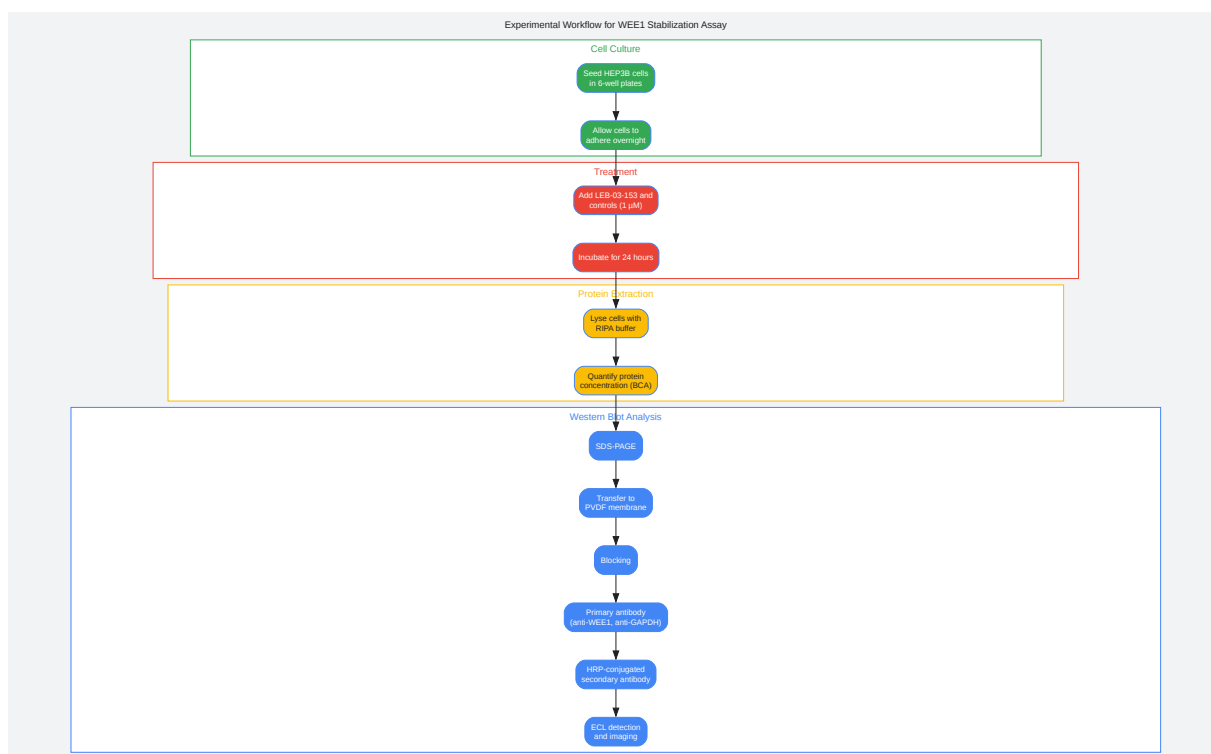 Experimental Workflow for WEE1 Stabilization Assay
Cell Culture
Seed HEP3B cells
in 6-well plates
Allow cells to
adhere overnight
Treatment
Add LEB-03-153 and
controls (1 µM)
Incubate for 24 hours
Protein Extraction
Lyse cells with
RIPA buffer
Quantify protein
concentration (BCA)
Western Blot Analysis
SDS-PAGE
Transfer to
PVDF membrane
Blocking
Primary antibody
(anti-WEE1, anti-GAPDH)
HRP-conjugated
secondary antibody
ECL detection
and imaging